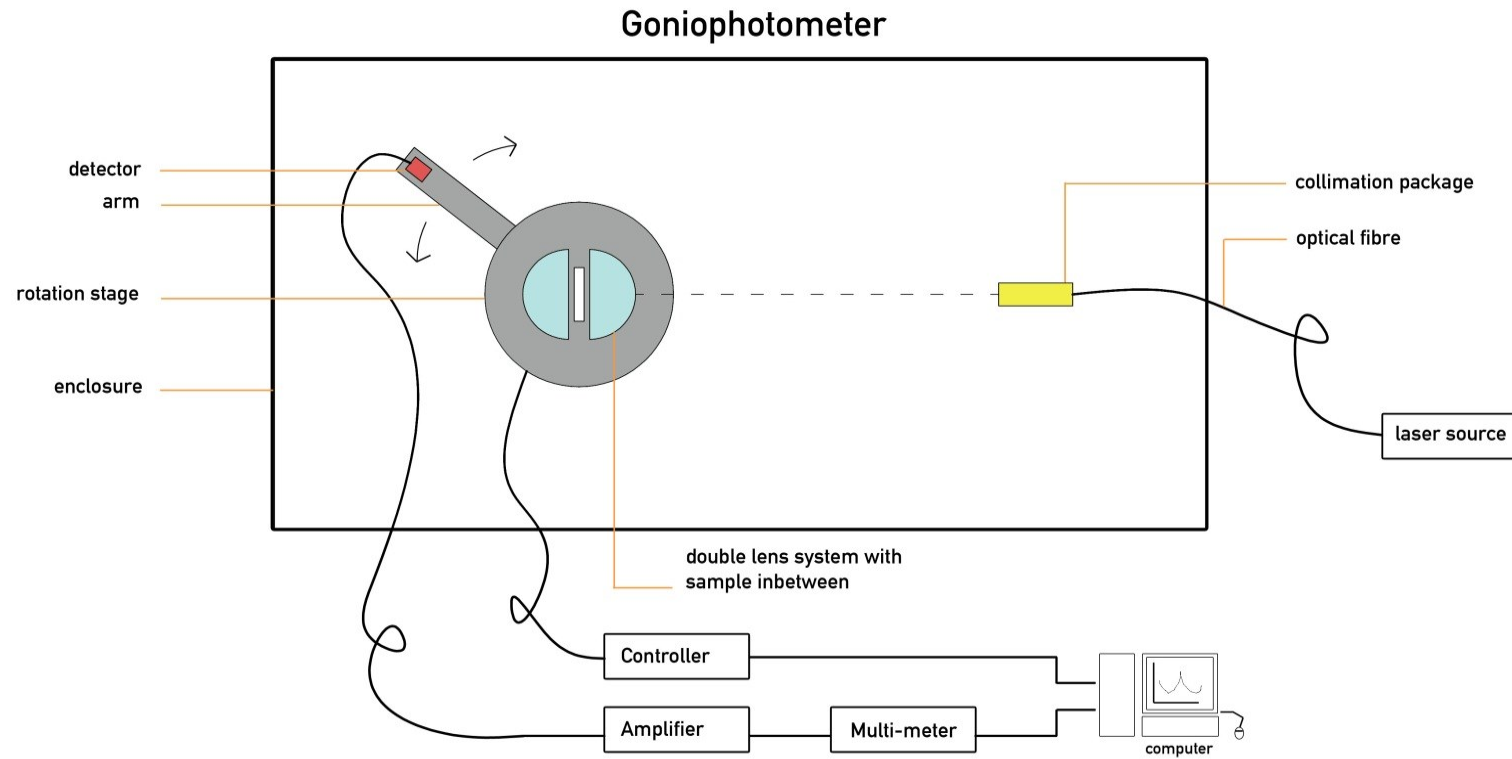 Goniophotometer
detector
arm
rotation stage
enclosure
collimation package
optical fibre
laser source
double lens system with
sample inbetween
Controller
Amplifier
Multi-meter
computer